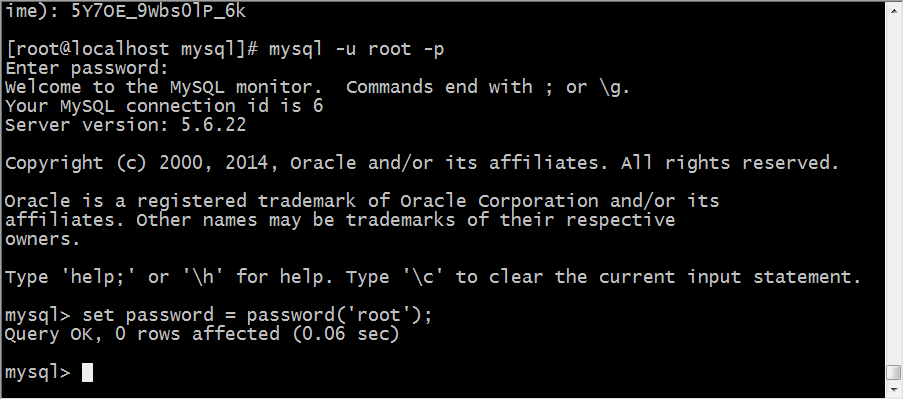 ime): 5Y7OE_9WbsOlP_6k
[root@localhost mysql]# mysql -u root -p
Enter password:
Welcome to the MySQL monitor.  Commands end with ; or \g.
Your MySQL connection id is 6
Server version: 5.6.22
Copyright (c) 2000, 2014, Oracle and/or its affiliates. All rights reserved.
Oracle is a registered trademark of Oracle Corporation and/or its
affiliates. Other names may be trademarks of their respective
owners.
Type 'help;' or '\h' for help. Type '\c' to clear the current input statement.
mysql> set password = password('root');
Query OK, 0 rows affected (0.06 sec)
mysql>